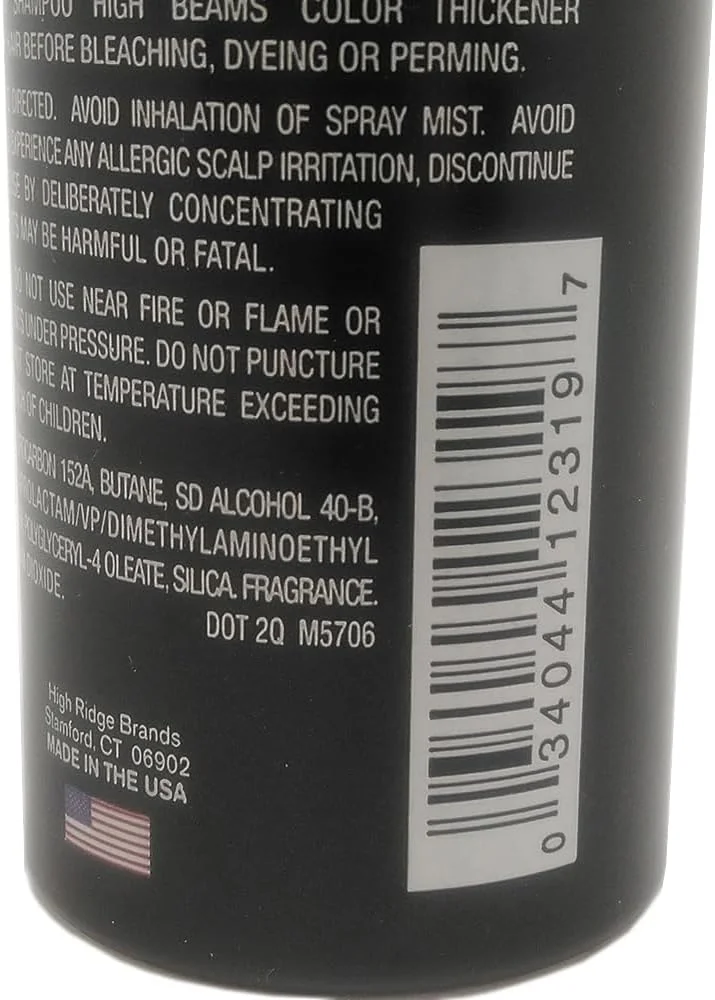 SHAMPOO HIGH BEAMS COLOR THICKENER
BEFORE BLEACHING, DYEING OR PERMING.
DIRECTED. AVOID INHALATION OF SPRAY MIST. AVOID
EXPERIENCE ANY ALLERGIC SCALP IRRITATION, DISCONTINUE
BY DELIBERATELY CONCENTRATING
MAY BE HARMFUL OR FATAL.
DO NOT USE NEAR FIRE OR FLAME OR
UNDER PRESSURE. DO NOT PUNCTURE
STORE AT TEMPERATURE EXCEEDING
OF CHILDREN.
152A, BUTANE, SD ALCOHOL 40-B,
/VP/DIMETHYLAMINOETHYL
POLYGLYCERYL-4 OLEATE, SILICA. FRAGRANCE.
DIOXIDE.
DOT 2Q M5706
High Ridge Brands
Stamford, CT 06902
MADE IN THE USA
0 34044 12319 7